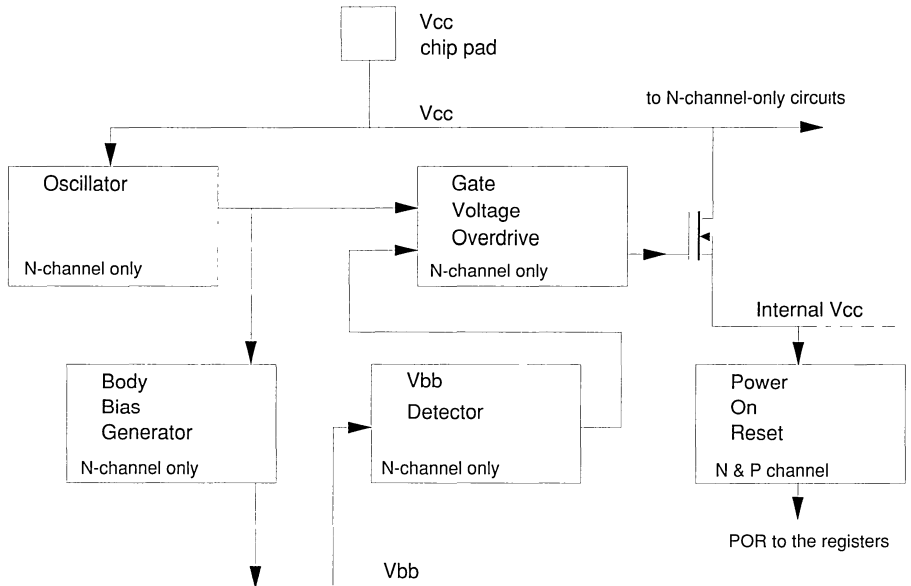 Vcc
chip pad
Vcc
to N-channel-only circuits
Oscillator
N-channel only
Gate
Voltage
Overdrive
N-channel only
Internal Vcc
Body
Bias
Generator
N-channel only
Vbb
Detector
N-channel only
Power
On
Reset
N & P channel
POR to the registers
Vbb